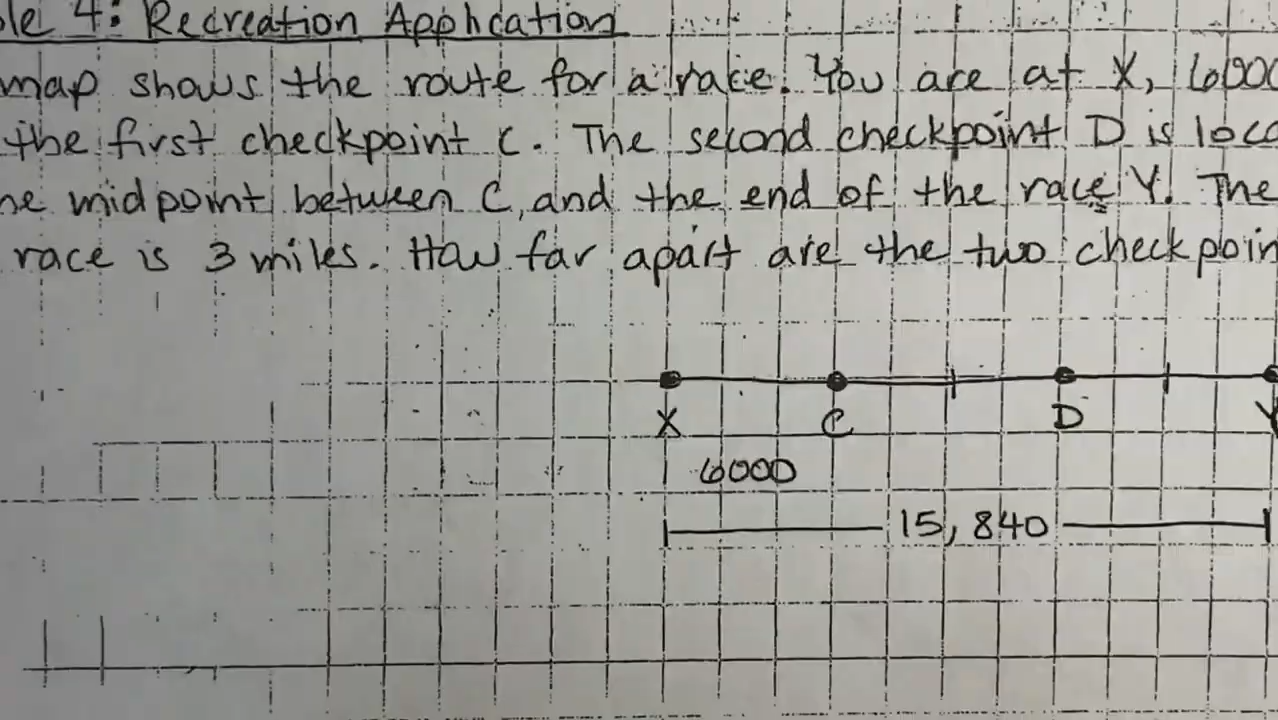 le 4: Recreation Application
map shows the route for a race. You are at X, 6000
the first checkpoint C. The second checkpoint D is loca
he midpoint between C, and the end of the race Y. The
race is 3 miles. How far apart are the two checkpoin
X C D Y
6000
15,840